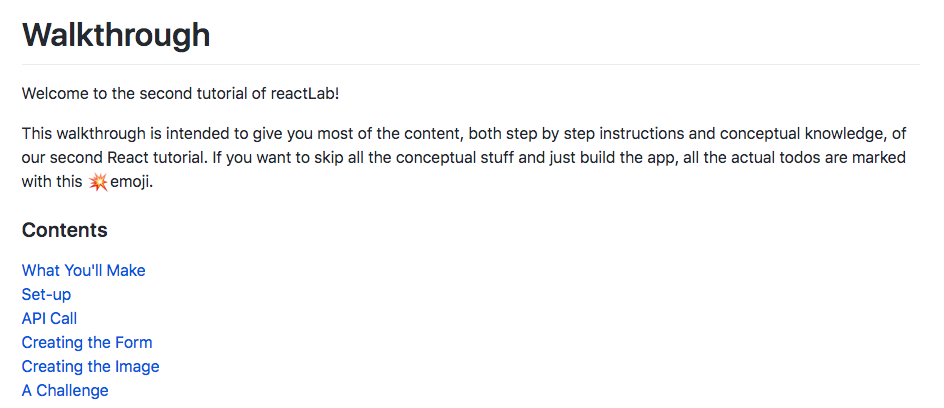 Walkthrough
Welcome to the second tutorial of reactLab!
This walkthrough is intended to give you most of the content, both step by step instructions and conceptual knowledge, of
our second React tutorial. If you want to skip all the conceptual stuff and just build the app, all the actual todos are marked
with this 💥emoji.
Contents
What You'll Make
Set-up
API Call
Creating the Form
Creating the Image
A Challenge